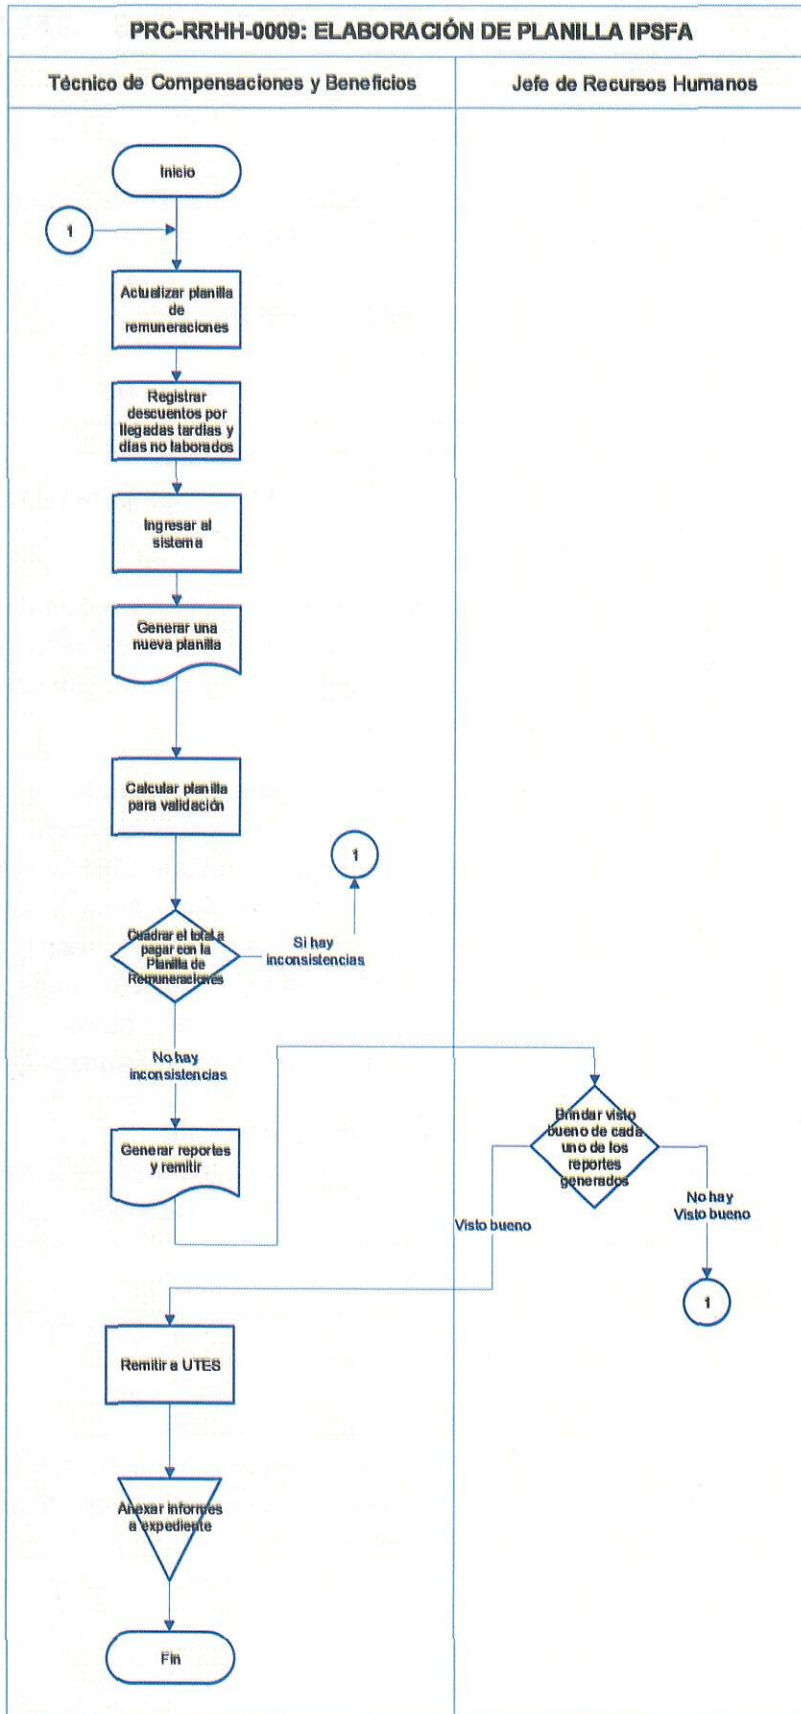 PRC-RRHH-0009: ELABORACIÓN DE PLANILLA IPSFA
Técnico de Compensaciones y Beneficios
Jefe de Recursos Humanos
Inicio
1
Actualizar planilla
de
remuneraciones
Registrar
descuentos por
llegadas tardías y
días no laborados
Ingresar al
sistema
Generar una
nueva planilla
Calcular planilla
para validación
1
Cuadrar el total a
pagar con la
Planilla de
Remuneraciones
Si hay
inconsistencias
No hay
inconsistencias
Generar reportes
y remitir
Brindar visto
bueno de cada
uno de los
reportes
generados
Visto bueno
No hay
Visto bueno
1
Remitir a UTES
Anexar informes
a expediente
Fin